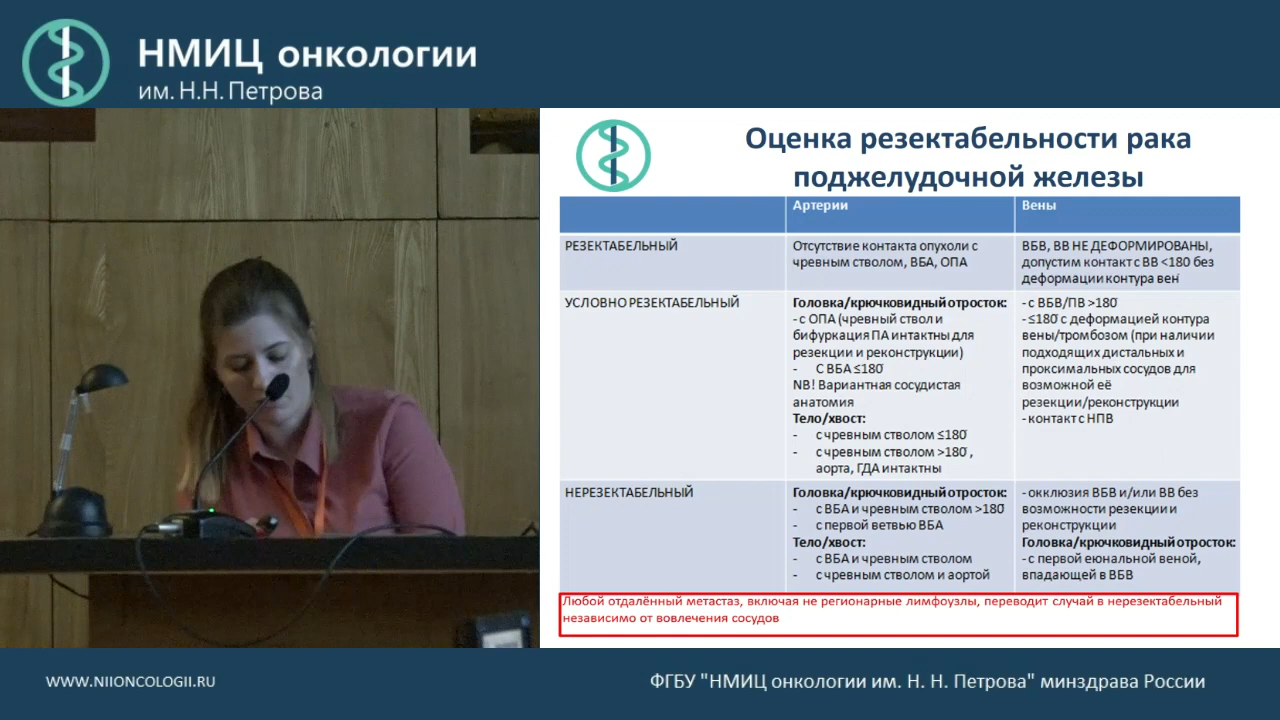 НМИЦ онкологии
им. Н.Н. Петрова
Оценка резектабельности рака
поджелудочной железы
Артерии
Вены
РЕЗЕКТАБЕЛЬНЫЙ
Отсутствие контакта опухоли с
чревным стволом, ВБА, ОПА
ВБВ, ВВ НЕ ДЕФОРМИРОВАНЫ,
допустим контакт с ВВ <180 без
деформации контура вен
УСЛОВНО РЕЗЕКТАБЕЛЬНЫЙ
Головка/крючковидный отросток:
- с ОПА (чревный ствол и
бифуркация ПА интактны для
резекции и реконструкции)
- С ВБА ≤180
NB! Вариантная сосудистая
анатомия
Тело/хвост:
- с чревным стволом ≤180
- с чревным стволом >180 ,
аорта, ГДА интактны
- с ВБВ/ПВ >180
- ≤180 с деформацией контура
вены/тромбозом (при наличии
подходящих дистальных и
проксимальных сосудов для
возможной её
резекции/реконструкции
- контакт с НПВ
НЕРЕЗЕКТАБЕЛЬНЫЙ
Головка/крючковидный отросток:
- с ВБА и чревным стволом >180
- с первой ветвью ВБА
Тело/хвост:
- с ВБА и чревным стволом
- с чревным стволом и аортой
- окклюзия ВБВ и/или ВВ без
возможности резекции и
реконструкции
Головка/крючковидный отросток:
- с первой еюнальной веной,
впадающей в ВБВ
Любой отдалённый метастаз, включая не регионарные лимфоузлы, переводит случай в нерезектабельный
независимо от вовлечения сосудов
WWW.NIIONCOLOGII.RU
ФГБУ "НМИЦ онкологии им. Н. Н. Петрова" минздрава России